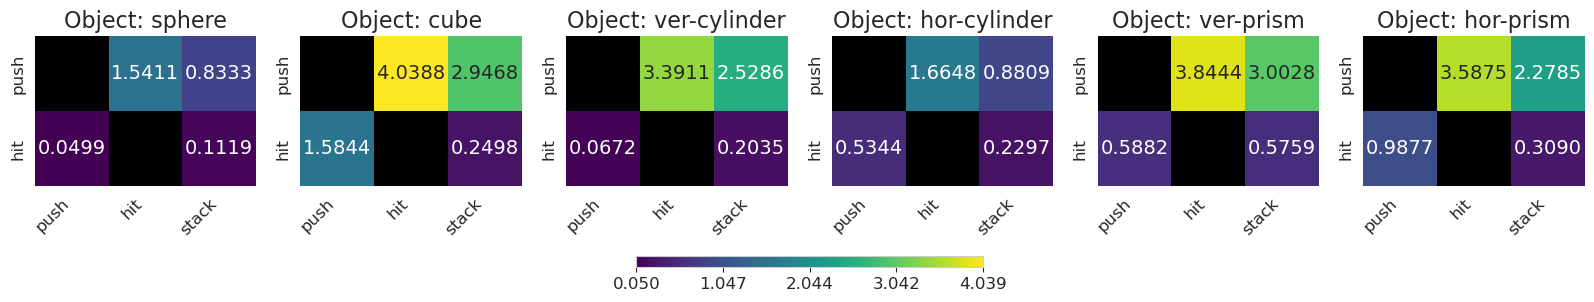 Object: sphere
push
1.5411 0.8333
hit
0.0499 0.1119
push hit stack
Object: cube
push
4.0388 2.9468
hit
1.5844 0.2498
push hit stack
Object: ver-cylinder
push
3.3911 2.5286
hit
0.0672 0.2035
push hit stack
Object: hor-cylinder
push
1.6648 0.8809
hit
0.5344 0.2297
push hit stack
Object: ver-prism
push
3.8444 3.0028
hit
0.5882 0.5759
push hit stack
Object: hor-prism
push
3.5875 2.2785
hit
0.9877 0.3090
push hit stack
0.050 1.047 2.044 3.042 4.039